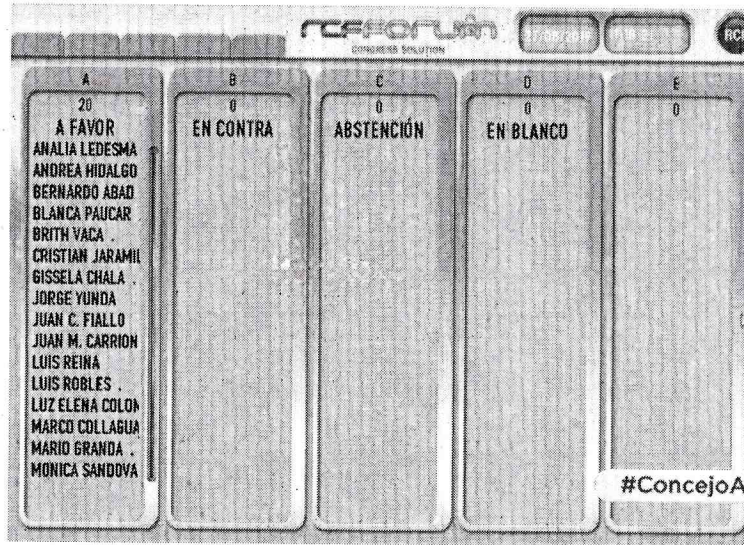 CONGRESS SOLUTION
RCF
A
20
A FAVOR
ANALIA LEDESMA
ANDREA HIDALGO
BERNARDO ABAD
BLANCA PAUCAR
BRITH VACA .
CRISTIAN JARAMIL
GISSELA CHALA .
JORGE YUNDA
JUAN C. FIALLO
JUAN M. CARRION
LUIS REINA
LUIS ROBLES .
LUZ ELENA COLON
MARCO COLLAGUA
MARIO GRANDA .
MONICA SANDOVA
B
0
EN CONTRA
C
0
ABSTENCIÓN
D
0
EN BLANCO
E
0
#ConcejoA